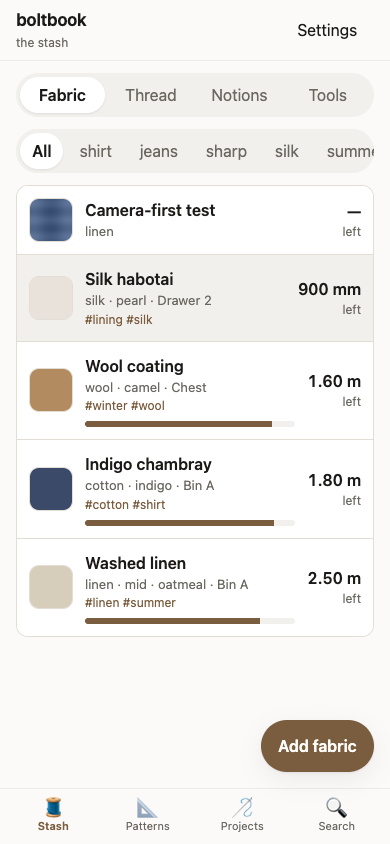 boltbook
the stash
Settings
Fabric Thread Notions Tools
All shirt jeans sharp silk
Camera-first test
linen
—
left
Silk habotai
silk · pearl · Drawer 2
#lining #silk
900 mm
left
Wool coating
wool · camel · Chest
#winter #wool
1.60 m
left
Indigo chambray
cotton · indigo · Bin A
#cotton #shirt
1.80 m
left
Washed linen
linen · mid · oatmeal · Bin A
#linen #summer
2.50 m
left
Add fabric
Stash Patterns Projects Search